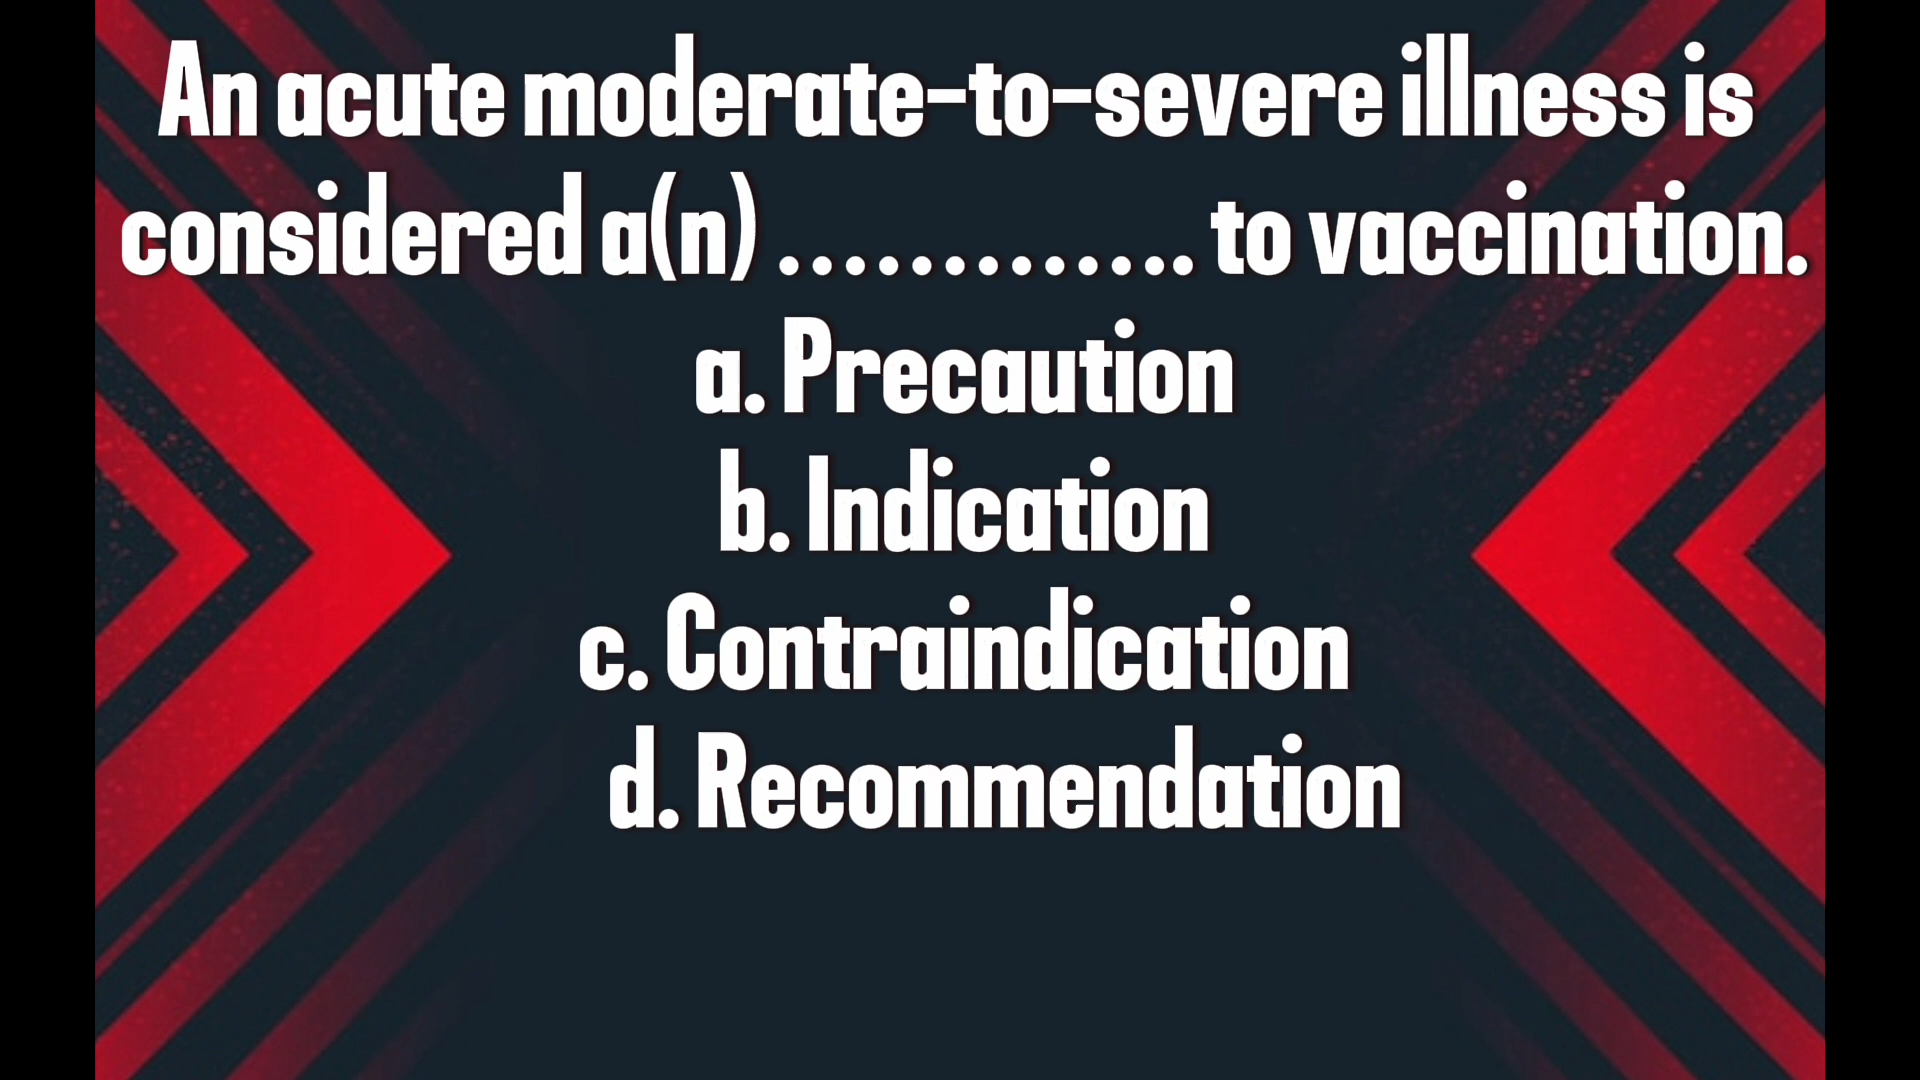 An acute moderate-to-severe illness is
considered a(n) ............. to vaccination.
a. Precaution
b. Indication
c. Contraindication
d. Recommendation